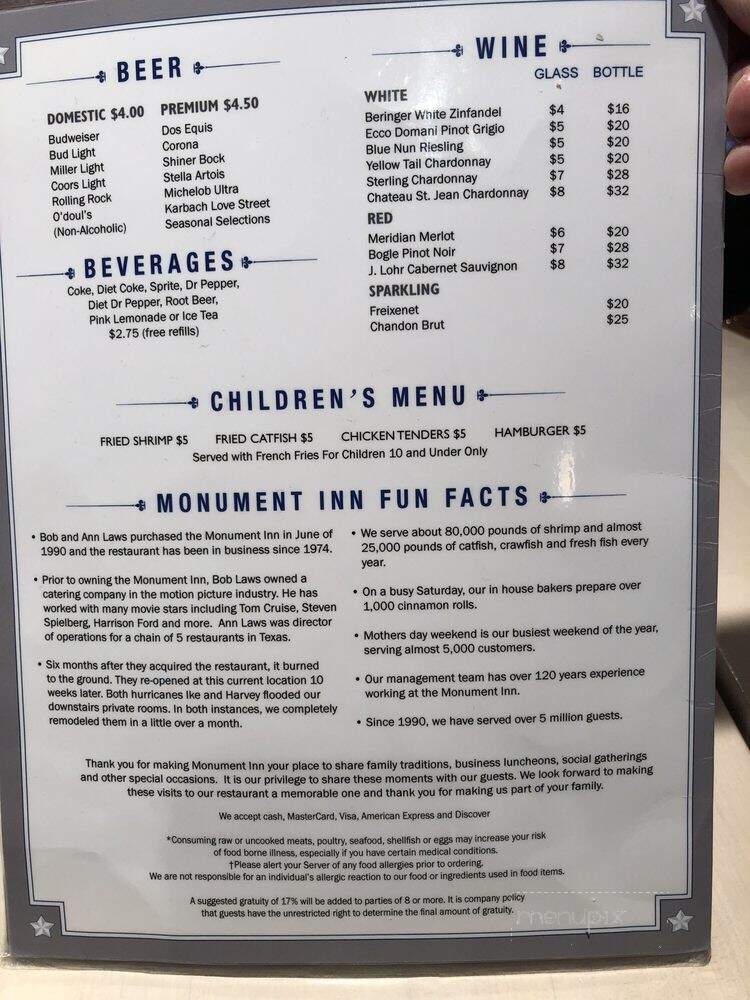 BEER
DOMESTIC $4.00 PREMIUM $4.50
Budweiser
Bud Light
Miller Light
Coors Light
Rolling Rock
O'doul's
(Non-Alcoholic)
Dos Equis
Corona
Shiner Bock
Stella Artois
Michelob Ultra
Karbach Love Street
Seasonal Selections
BEVERAGES
Coke, Diet Coke, Sprite, Dr Pepper,
Diet Dr Pepper, Root Beer,
Pink Lemonade or Ice Tea
$2.75 (free refills)
WINE
GLASS BOTTLE
WHITE
Beringer White Zinfandel $4 $16
Ecco Domani Pinot Grigio $5 $20
Blue Nun Riesling $5 $20
Yellow Tail Chardonnay $5 $20
Sterling Chardonnay $7 $28
Chateau St. Jean Chardonnay $8 $32
RED
Meridian Merlot $6 $20
Bogle Pinot Noir $7 $28
J. Lohr Cabernet Sauvignon $8 $32
SPARKLING
Freixenet $20
Chandon Brut $25
CHILDREN'S MENU
FRIED SHRIMP $5 FRIED CATFISH $5 CHICKEN TENDERS $5 HAMBURGER $5
Served with French Fries For Children 10 and Under Only
MONUMENT INN FUN FACTS
• Bob and Ann Laws purchased the Monument Inn in June of
1990 and the restaurant has been in business since 1974.
• Prior to owning the Monument Inn, Bob Laws owned a
catering company in the motion picture industry. He has
worked with many movie stars including Tom Cruise, Steven
Spielberg, Harrison Ford and more. Ann Laws was director
of operations for a chain of 5 restaurants in Texas.
• Six months after they acquired the restaurant, it burned
to the ground. They re-opened at this current location 10
weeks later. Both hurricanes Ike and Harvey flooded our
downstairs private rooms. In both instances, we completely
remodeled them in a little over a month.
• We serve about 80,000 pounds of shrimp and almost
25,000 pounds of catfish, crawfish and fresh fish every
year.
• On a busy Saturday, our in house bakers prepare over
1,000 cinnamon rolls.
• Mothers day weekend is our busiest weekend of the year,
serving almost 5,000 customers.
• Our management team has over 120 years experience
working at the Monument Inn.
• Since 1990, we have served over 5 million guests.
Thank you for making Monument Inn your place to share family traditions, business luncheons, social gatherings
and other special occasions. It is our privilege to share these moments with our guests. We look forward to making
these visits to our restaurant a memorable one and thank you for making us part of your family.
We accept cash, MasterCard, Visa, American Express and Discover
*Consuming raw or uncooked meats, poultry, seafood, shellfish or eggs may increase your risk
of food borne illness, especially if you have certain medical conditions.
†Please alert your Server of any food allergies prior to ordering.
We are not responsible for an individual's allergic reaction to our food or ingredients used in food items.
A suggested gratuity of 17% will be added to parties of 8 or more. It is company policy
that guests have the unrestricted right to determine the final amount of gratuity.
menupix